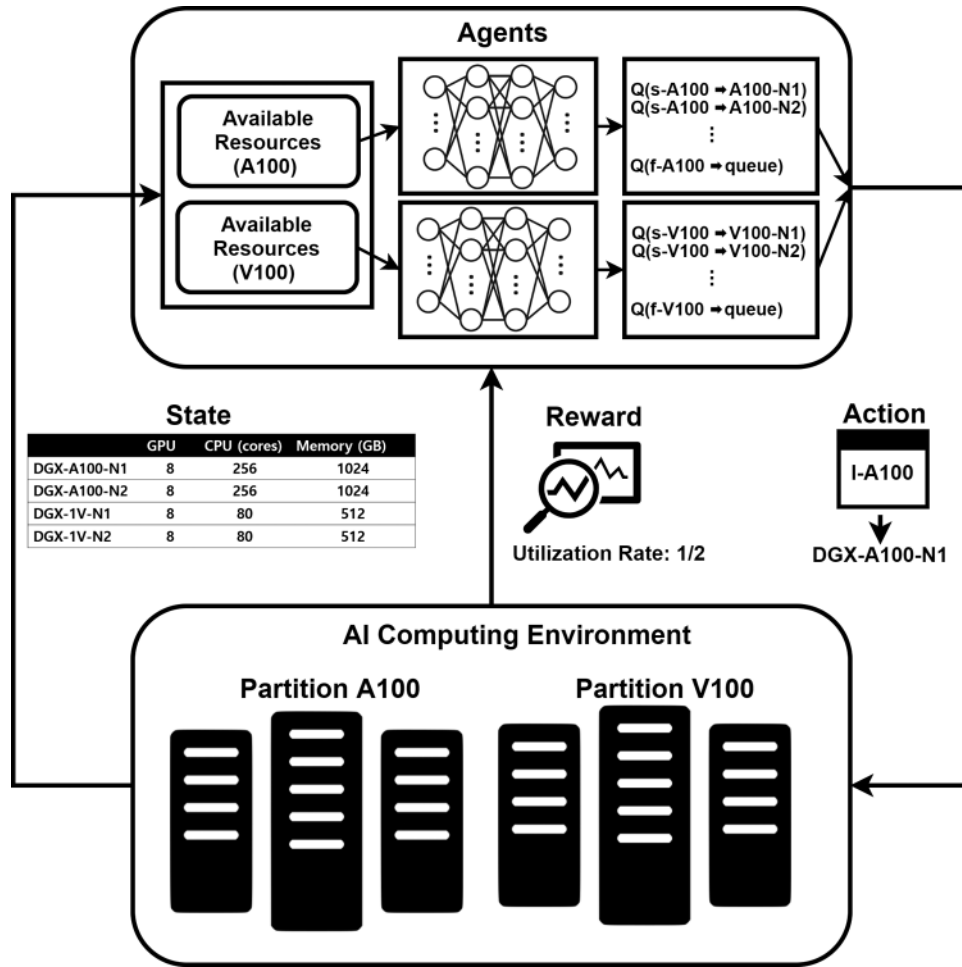 Agents
Available
Resources
(A100)
Q(s-A100 ➡ A100-N1)
Q(s-A100 ➡ A100-N2)
⋮
Q(f-A100 ➡ queue)
Available
Resources
(V100)
Q(s-V100 ➡ V100-N1)
Q(s-V100 ➡ V100-N2)
⋮
Q(f-V100 ➡ queue)
State
GPU CPU (cores) Memory (GB)
DGX-A100-N1 8 256 1024
DGX-A100-N2 8 256 1024
DGX-1V-N1 8 80 512
DGX-1V-N2 8 80 512
Reward
Utilization Rate: 1/2
Action
I-A100
DGX-A100-N1
AI Computing Environment
Partition A100
Partition V100